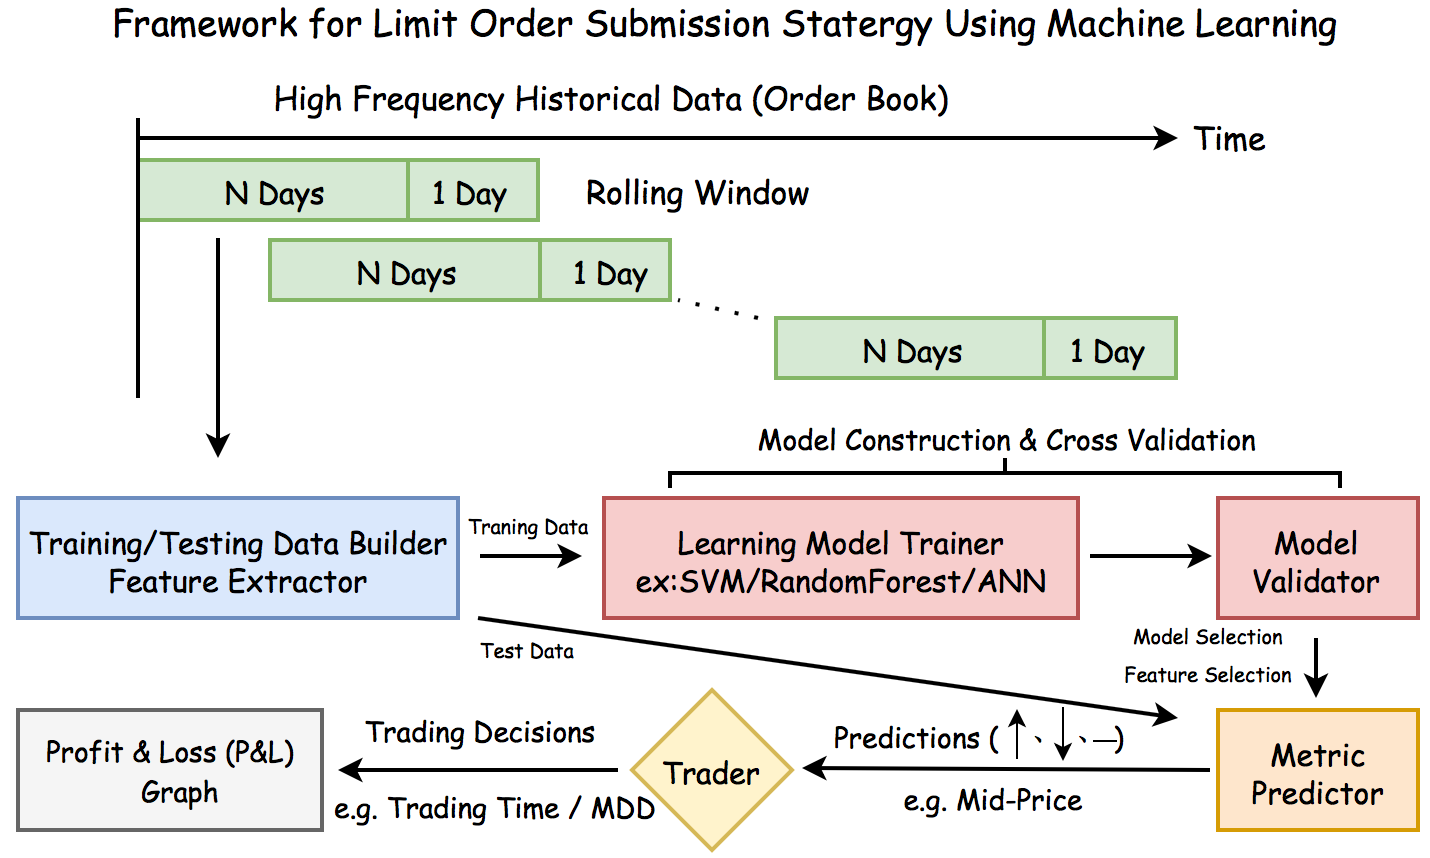 Framework for Limit Order Submission Statergy Using Machine Learning
High Frequency Historical Data (Order Book)
Time
N Days
1 Day
Rolling Window
N Days
1 Day
N Days
1 Day
Model Construction & Cross Validation
Training/Testing Data Builder
Feature Extractor
Traning Data
Learning Model Trainer
ex:SVM/RandomForest/ANN
Model
Validator
Test Data
Model Selection
Feature Selection
Profit & Loss (P&L)
Graph
Trading Decisions
e.g. Trading Time / MDD
Trader
Predictions (↑、↓、—)
e.g. Mid-Price
Metric
Predictor